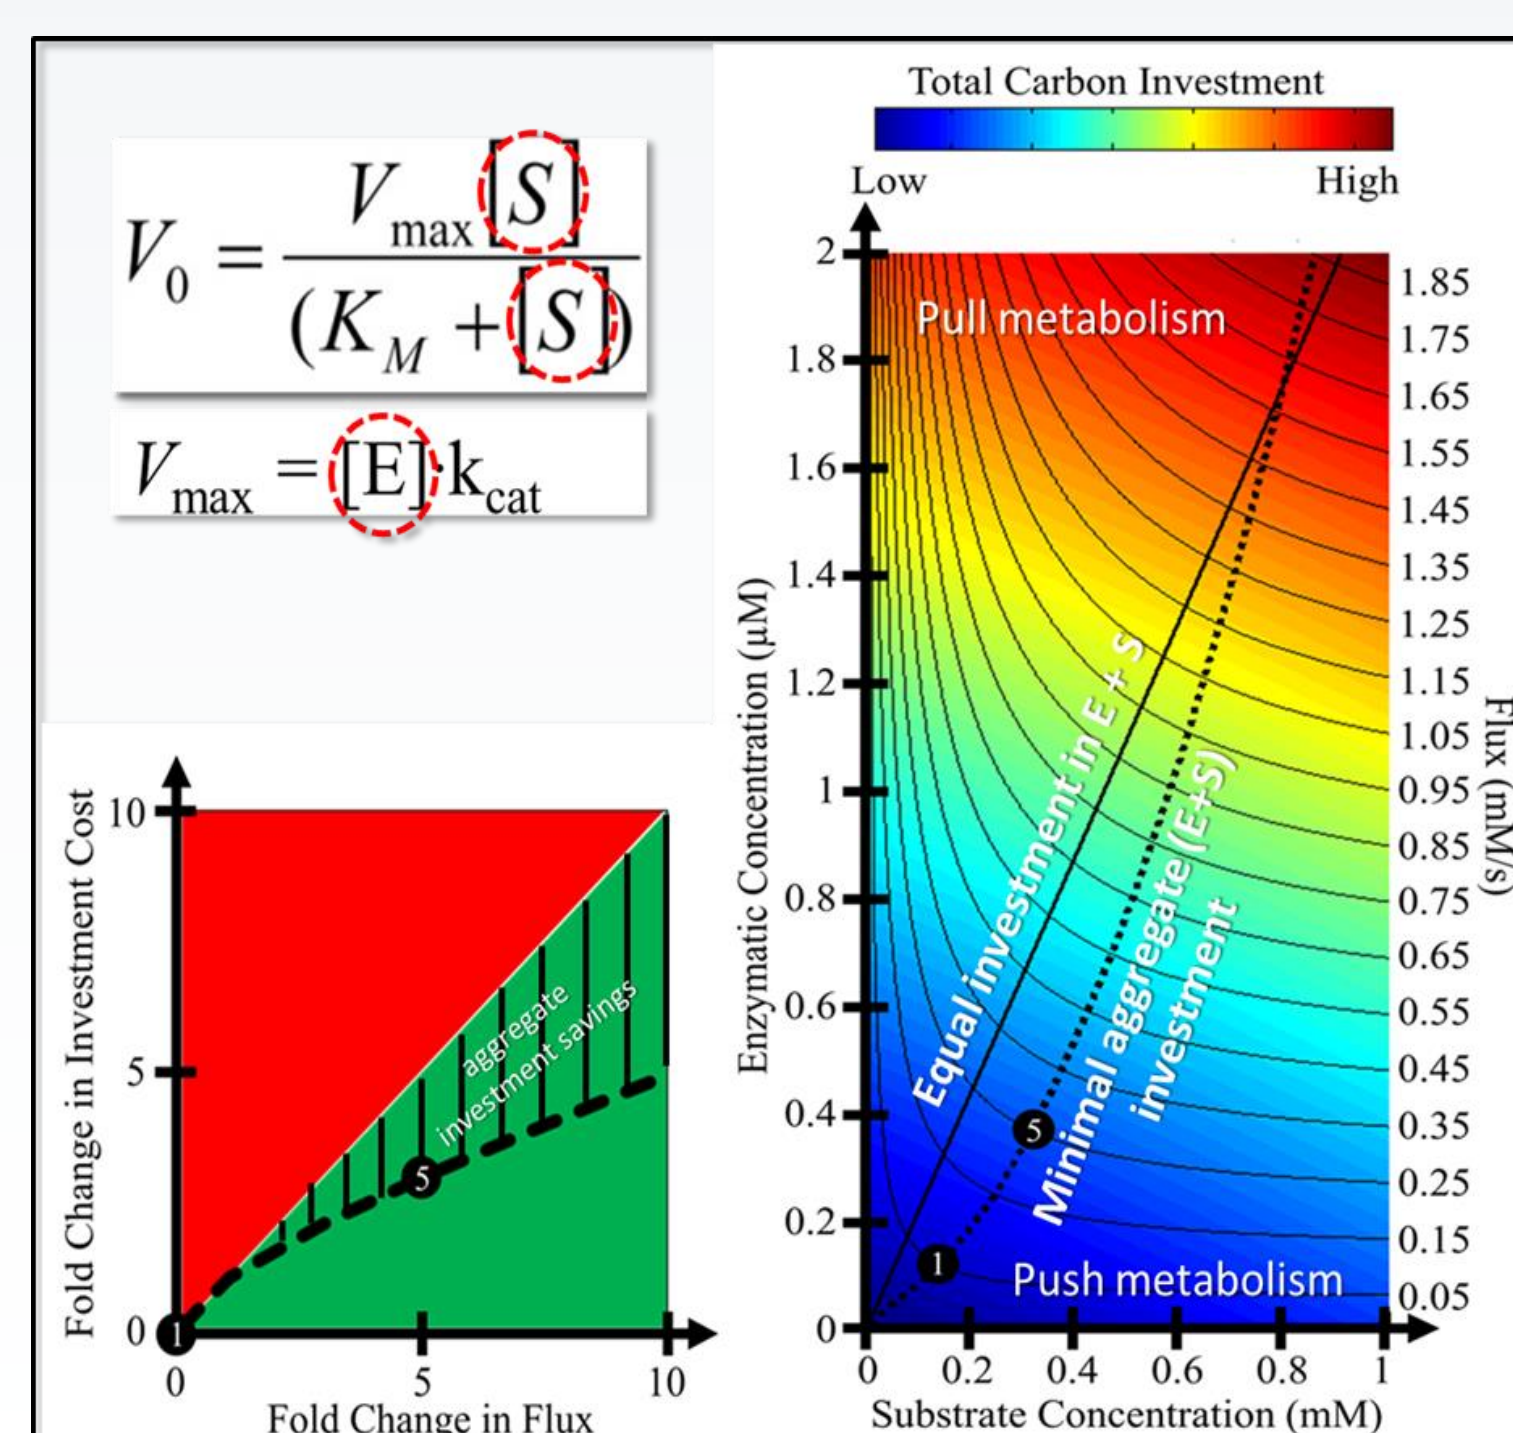 V0 = Vmax[S] / (KM + [S])
Vmax = [E]·kcat
Fold Change in Investment Cost
10
5
0
aggregate
investment savings
5
1
0 5 10
Fold Change in Flux
Total Carbon Investment
Low High
Enzymatic Concentration (µM)
2
1.8
1.6
1.4
1.2
1
0.8
0.6
0.4
0.2
0
Pull metabolism
Equal investment in E + S
Minimal aggregate (E+S)
investment
5
1
Push metabolism
1.85
1.75
1.65
1.55
1.45
1.35
1.25
1.15
1.05
0.95
0.85
0.75
0.65
0.55
0.45
0.35
0.25
0.15
0.05
Flux (mM/s)
0 0.2 0.4 0.6 0.8 1
Substrate Concentration (mM)